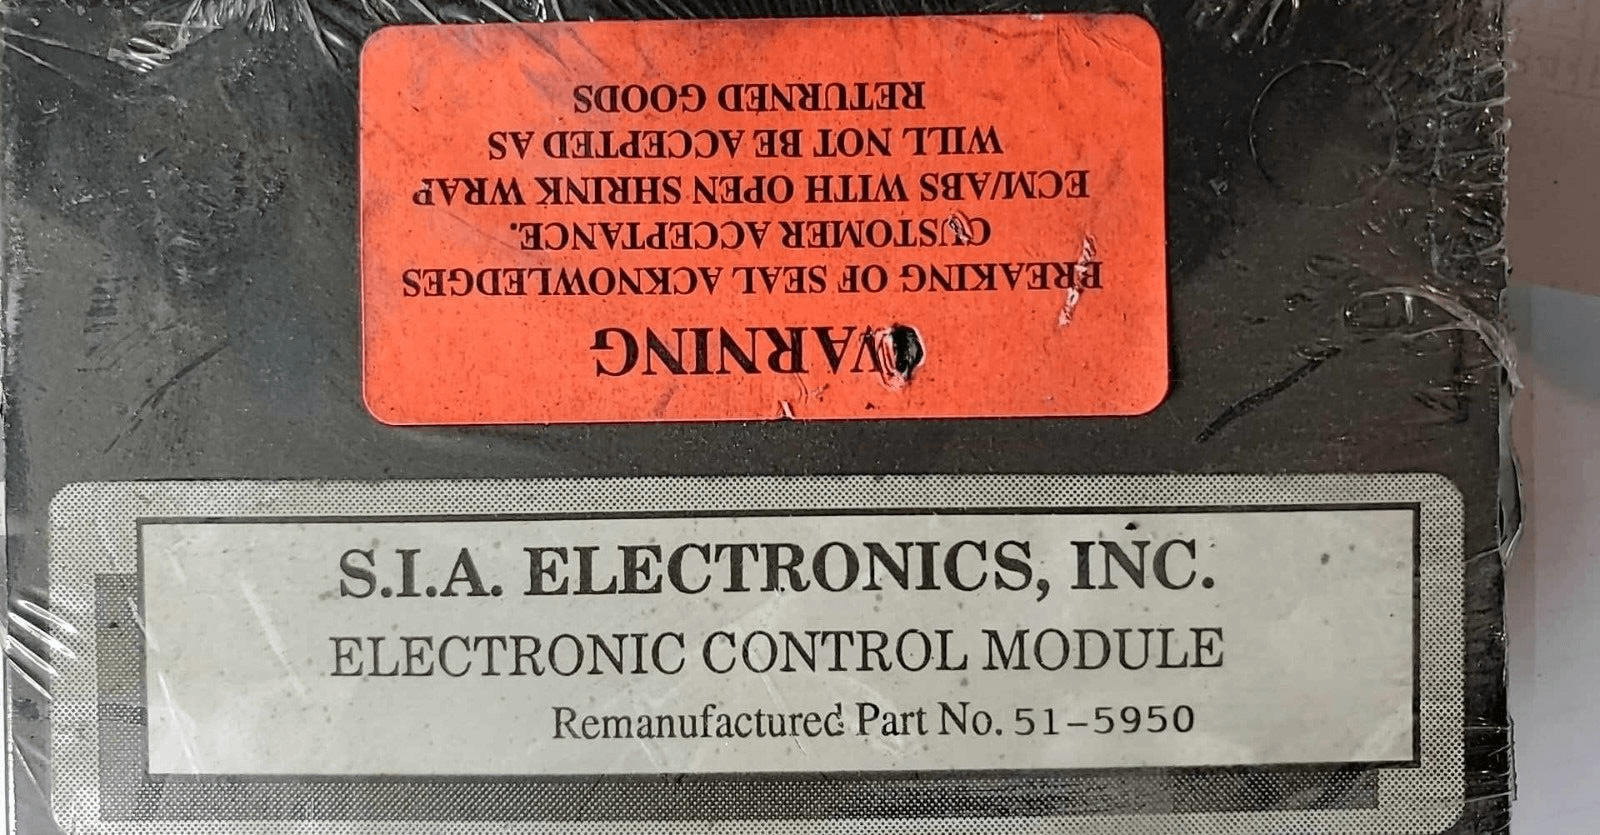 WARNING
BREAKING OF SEAL ACKNOWLEDGES
CUSTOMER ACCEPTANCE.
ECM/ABS WITH OPEN SHRINK WRAP
WILL NOT BE ACCEPTED AS
RETURNED GOODS
S.I.A. ELECTRONICS, INC.
ELECTRONIC CONTROL MODULE
Remanufactured Part No. 51-5950